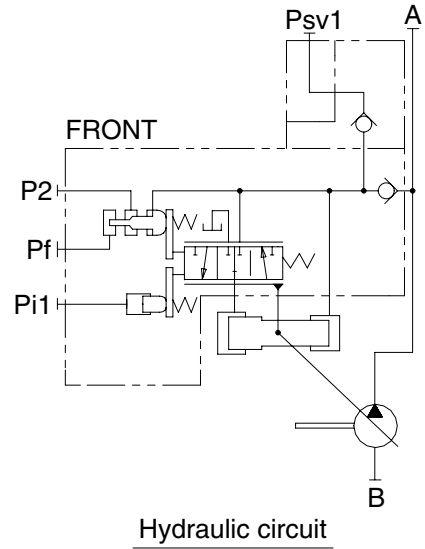 Psv1
A
FRONT
P2
Pf
Pi1
B
Hydraulic circuit